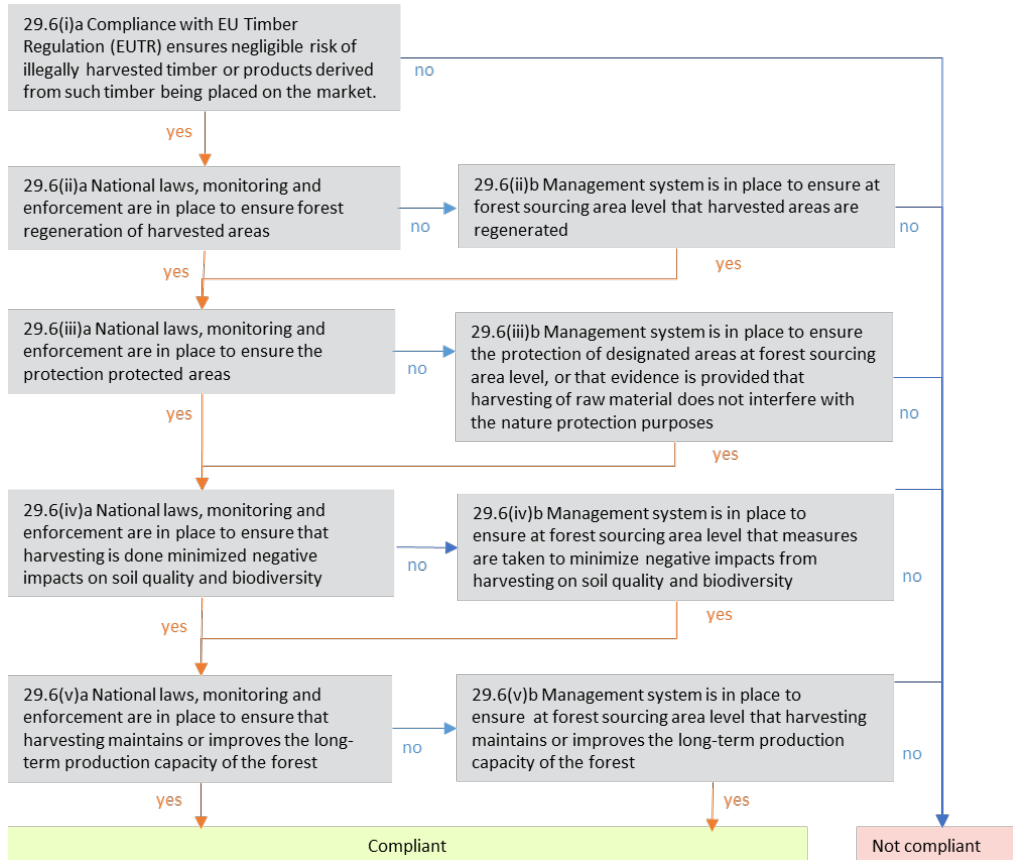 29.6(i)a Compliance with EU Timber
Regulation (EUTR) ensures negligible risk of
illegally harvested timber or products derived
from such timber being placed on the market.
no
yes
29.6(ii)a National laws, monitoring and
enforcement are in place to ensure forest
regeneration of harvested areas
no
29.6(ii)b Management system is in place to ensure at
forest sourcing area level that harvested areas are
regenerated
no
yes
yes
29.6(iii)a National laws, monitoring and
enforcement are in place to ensure the
protection protected areas
no
29.6(iii)b Management system is in place to ensure
the protection of designated areas at forest sourcing
area level, or that evidence is provided that
harvesting of raw material does not interfere with
the nature protection purposes
no
yes
yes
29.6(iv)a National laws, monitoring and
enforcement are in place to ensure that
harvesting is done minimized negative
impacts on soil quality and biodiversity
no
29.6(iv)b Management system is in place to
ensure at forest sourcing area level that measures
are taken to minimize negative impacts from
harvesting on soil quality and biodiversity
no
yes
yes
29.6(v)a National laws, monitoring and
enforcement are in place to ensure that
harvesting maintains or improves the long-
term production capacity of the forest
no
29.6(v)b Management system is in place to
ensure at forest sourcing area level that harvesting
maintains or improves the long-term production
capacity of the forest
no
yes
yes
Compliant
Not compliant